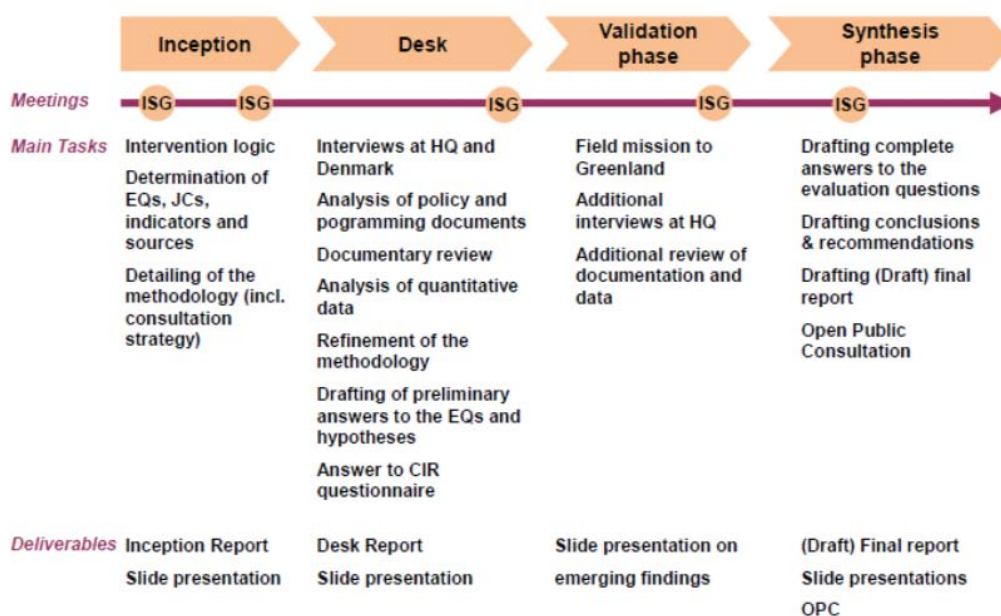 Inception
Desk
Validation
phase
Synthesis
phase
Meetings
ISG
ISG
ISG
ISG
ISG
Main Tasks
Intervention logic
Determination of
EQs, JCs,
indicators and
sources
Detailing of the
methodology (incl.
consultation
strategy)
Interviews at HQ and
Denmark
Analysis of policy and
pogramming documents
Documentary review
Analysis of quantitative
data
Refinement of the
methodology
Drafting of preliminary
answers to the EQs and
hypotheses
Answer to CIR
questionnaire
Field mission to
Greenland
Additional
interviews at HQ
Additional review of
documentation and
data
Drafting complete
answers to the
evaluation questions
Drafting conclusions
& recommendations
Drafting (Draft) final
report
Open Public
Consultation
Deliverables
Inception Report
Slide presentation
Desk Report
Slide presentation
Slide presentation on
emerging findings
(Draft) Final report
Slide presentations
OPC